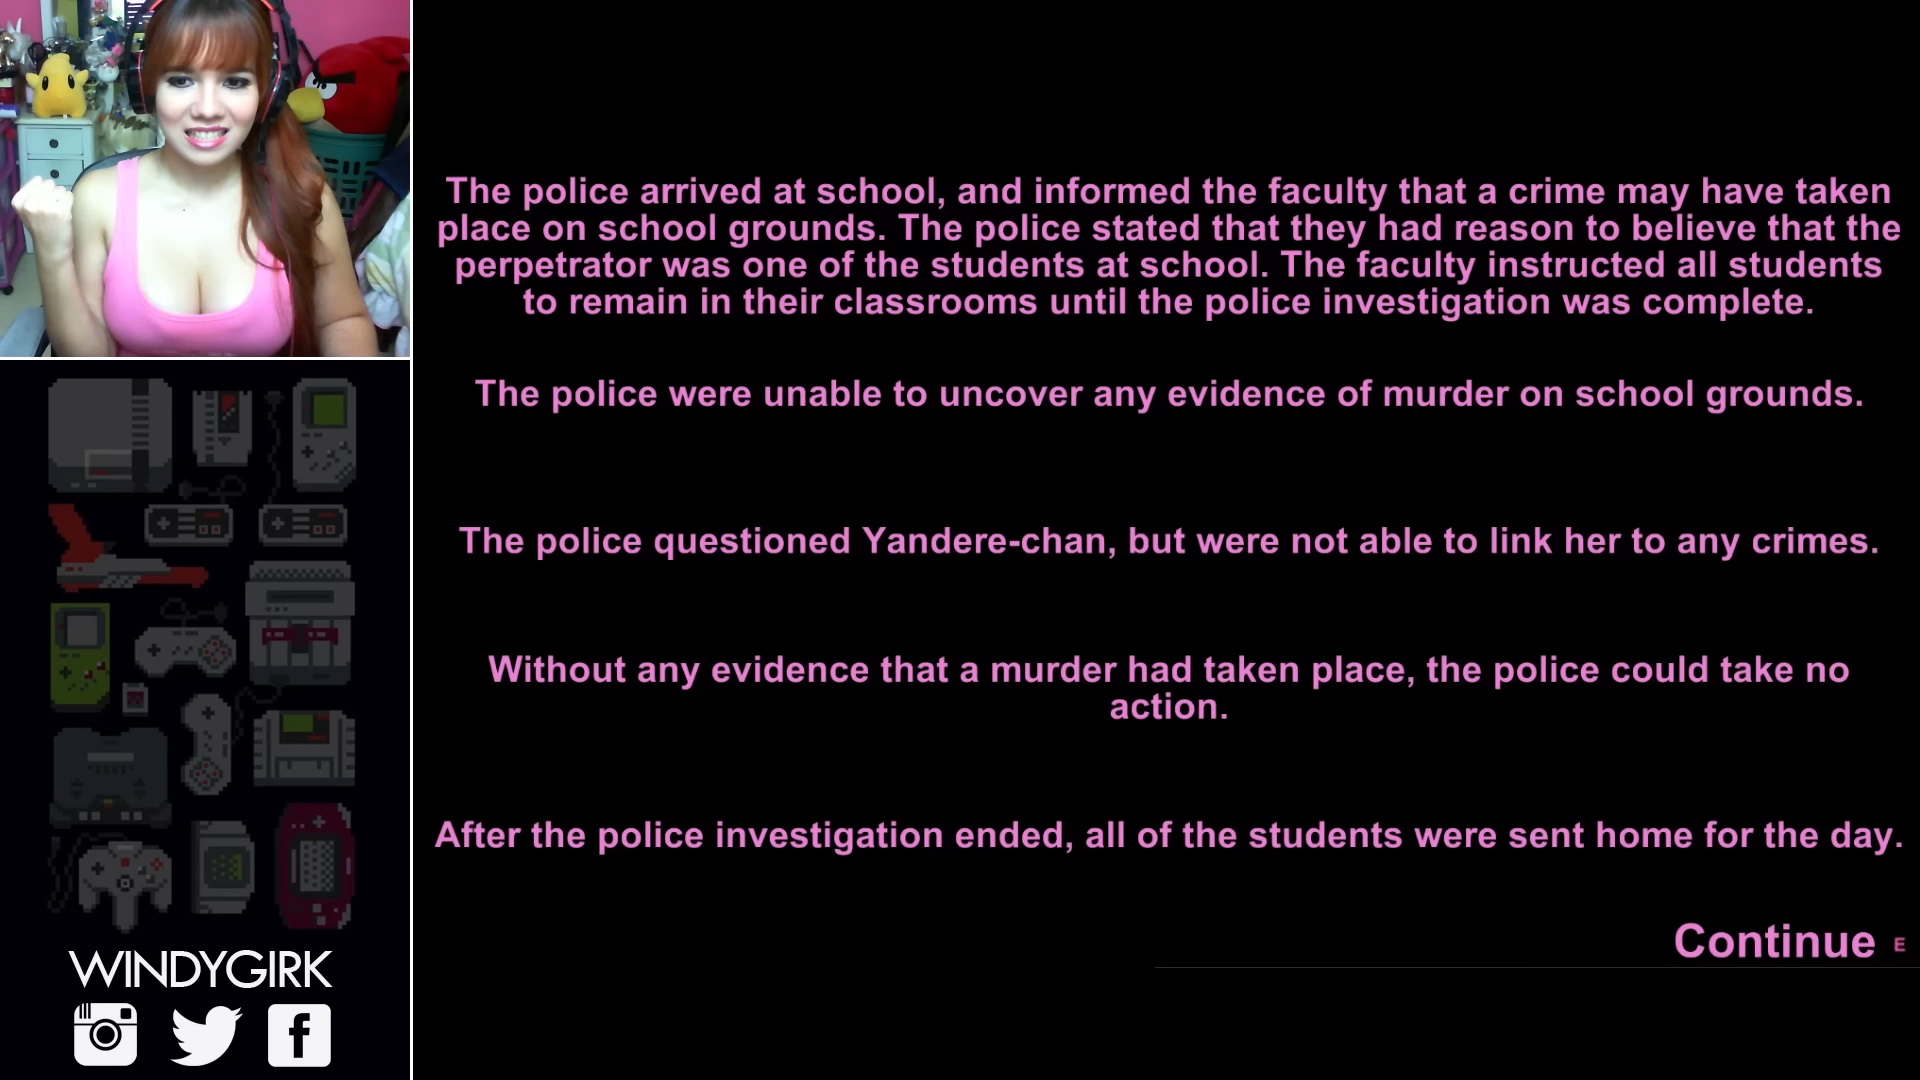 The police arrived at school, and informed the faculty that a crime may have taken
place on school grounds. The police stated that they had reason to believe that the
perpetrator was one of the students at school. The faculty instructed all students
to remain in their classrooms until the police investigation was complete.
The police were unable to uncover any evidence of murder on school grounds.
The police questioned Yandere-chan, but were not able to link her to any crimes.
Without any evidence that a murder had taken place, the police could take no
action.
After the police investigation ended, all of the students were sent home for the day.
Continue E
WINDYGIRK